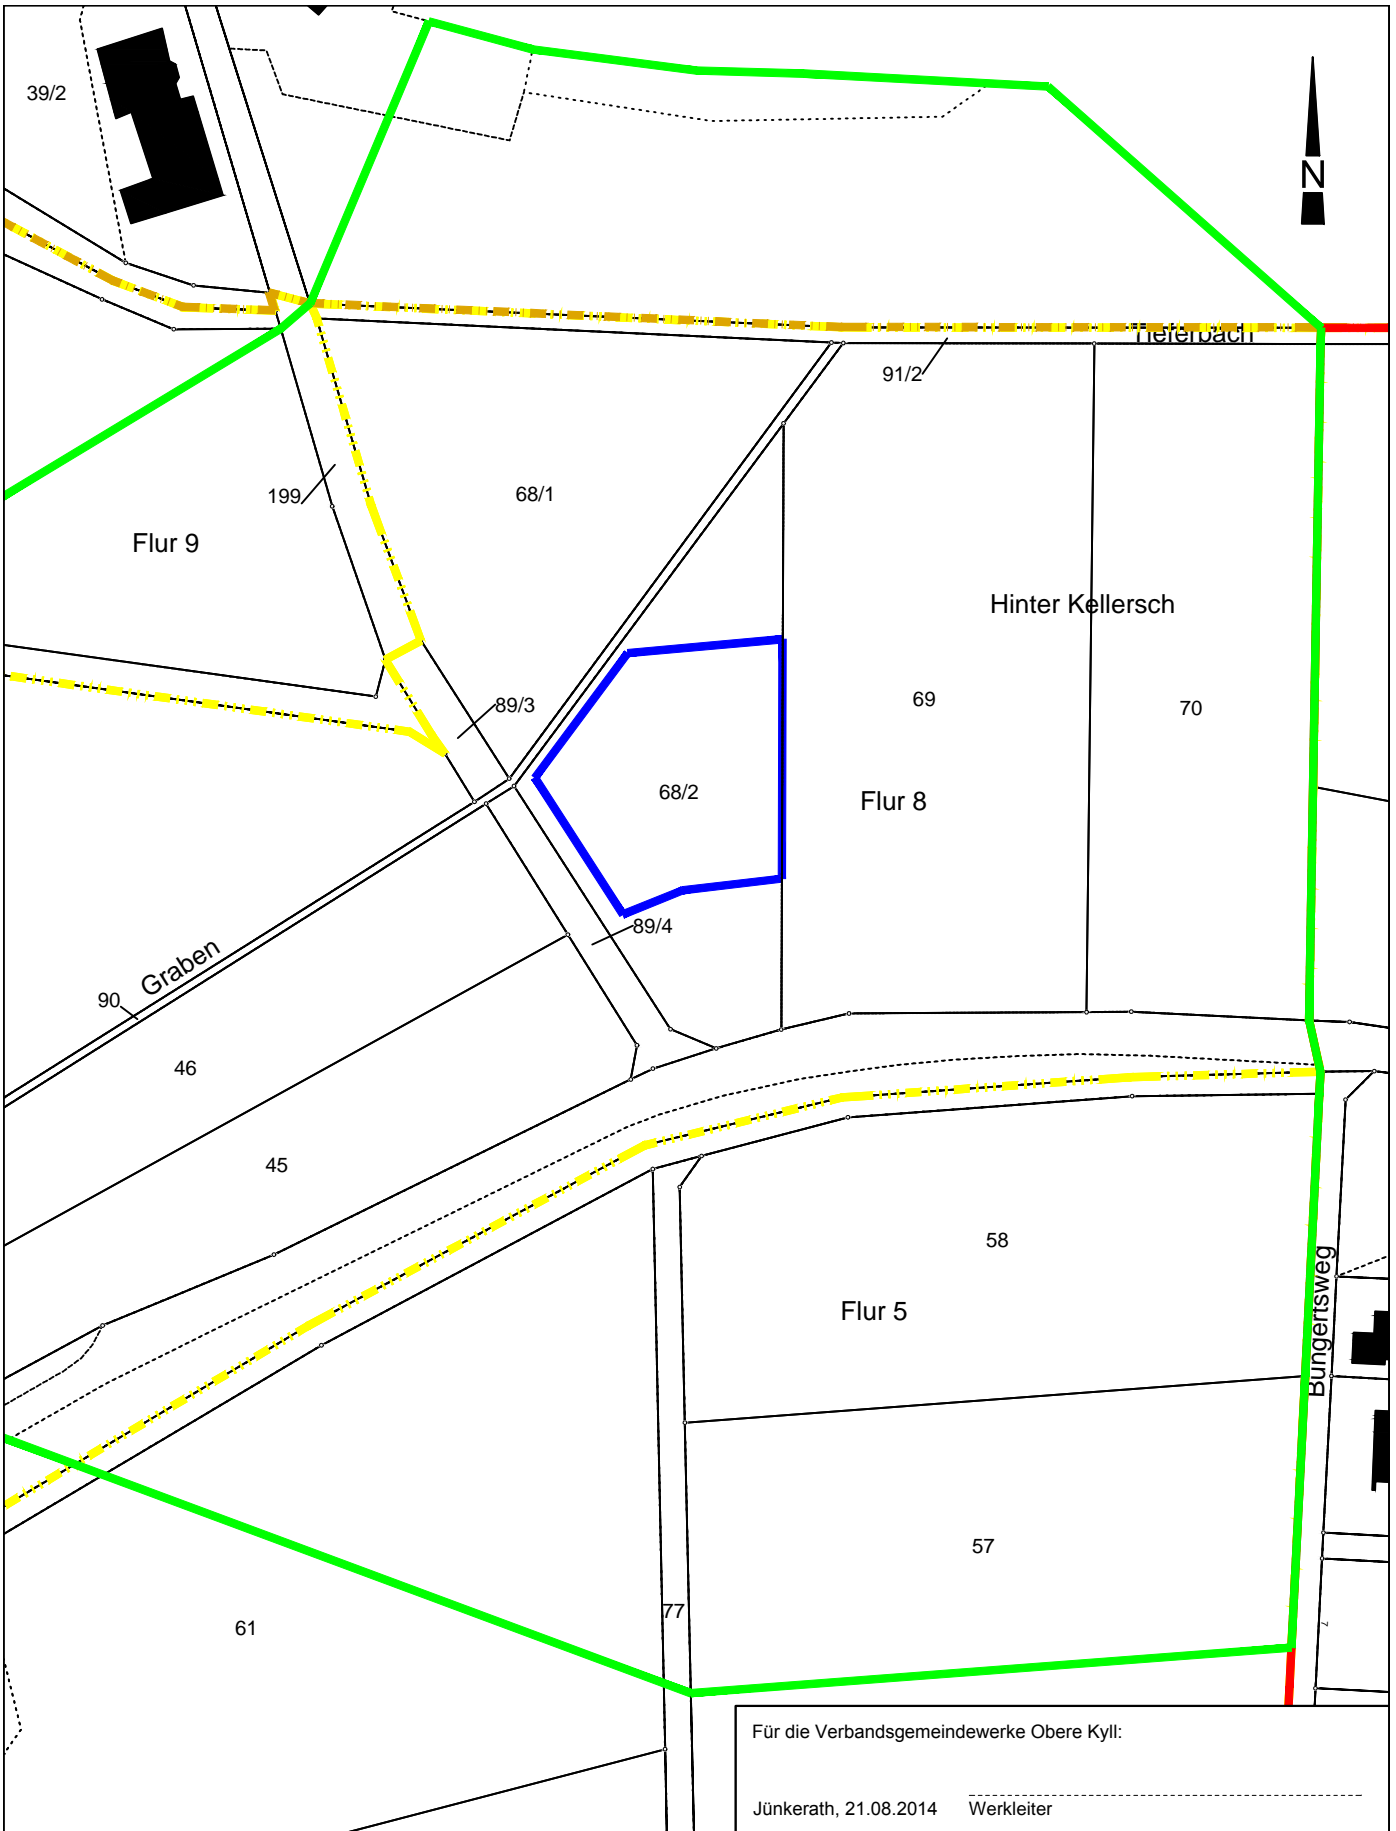 39/2
N
Tieferbach
91/2
199
68/1
Flur 9
Hinter Kellersch
89/3
69
70
68/2
Flur 8
89/4
Graben
90
46
45
58
Flur 5
Bungertsweg
57
77
61
7
Für die Verbandsgemeindewerke Obere Kyll:
Jünkerath, 21.08.2014 Werkleiter